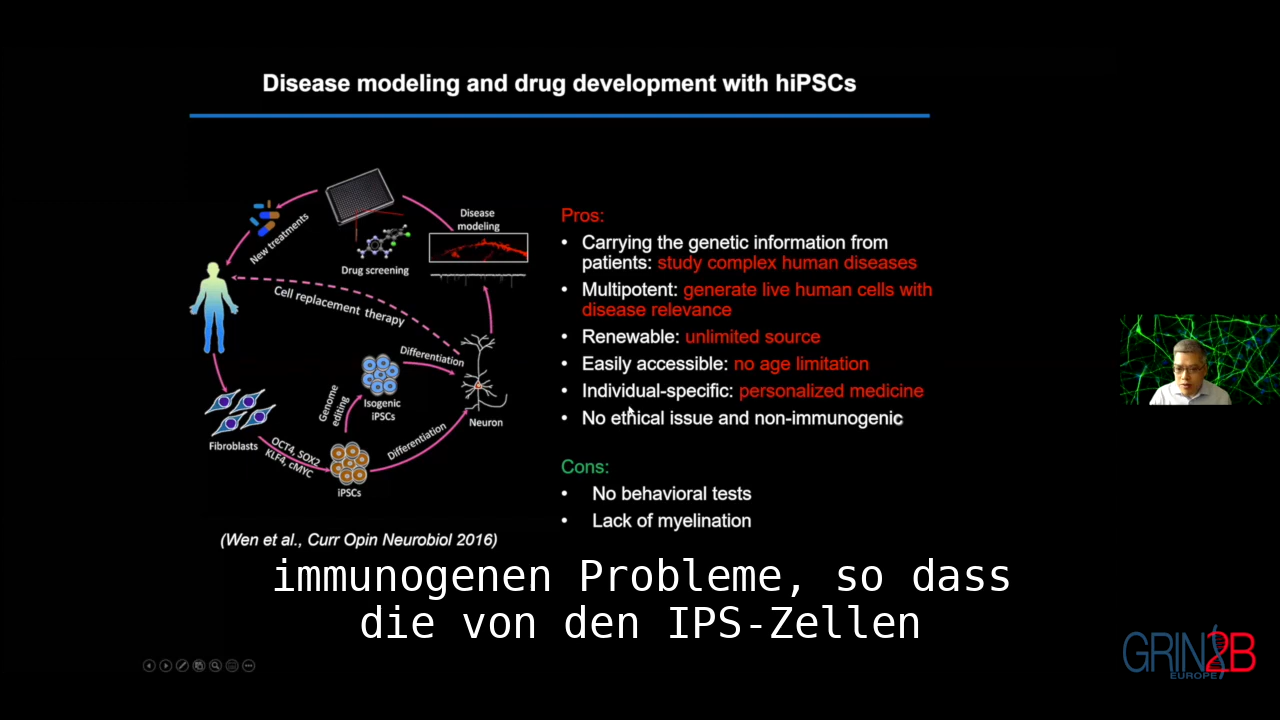 Disease modeling and drug development with hiPSCs
New treatments
Drug screening
Disease
modeling
Cell replacement therapy
Differentiation
Genome
editing
Isogenic
iPSCs
Neuron
Fibroblasts
OCT4, SOX2
KLF4, cMYC
Differentiation
iPSCs
(Wen et al., Curr Opin Neurobiol 2016)
Pros:
• Carrying the genetic information from
patients: study complex human diseases
• Multipotent: generate live human cells with
disease relevance
• Renewable: unlimited source
• Easily accessible: no age limitation
• Individual-specific: personalized medicine
• No ethical issue and non-immunogenic
Cons:
• No behavioral tests
• Lack of myelination
immunogenen Probleme, so dass
die von den IPS-Zellen
GRIN2B
EUROPE